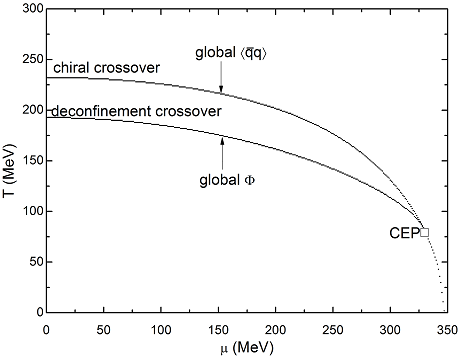 300
250
200
150
100
50
0
T (MeV)
global ⟨q̄q⟩
chiral crossover
deconfinement crossover
global Φ
CEP
0 50 100 150 200 250 300 350
μ (MeV)